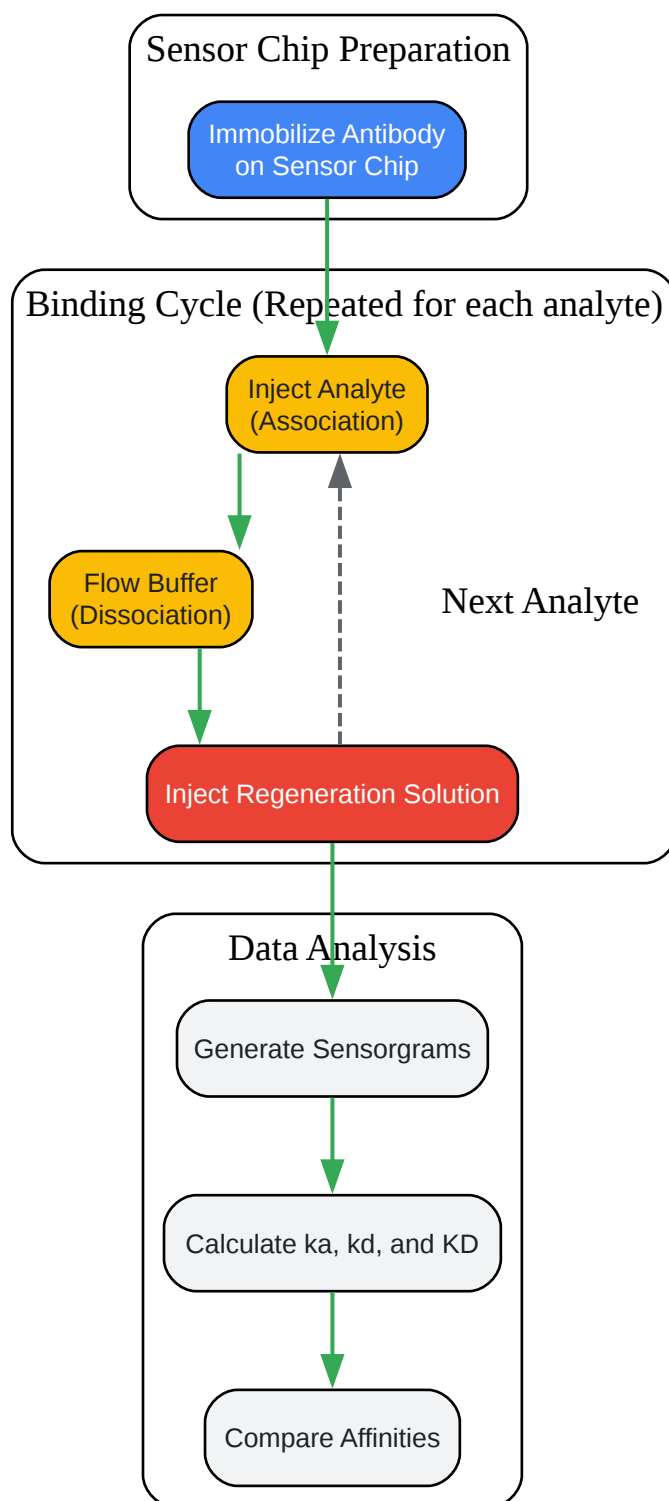 Sensor Chip Preparation
Immobilize Antibody
on Sensor Chip
Binding Cycle (Repeated for each analyte)
Inject Analyte
(Association)
Flow Buffer
(Dissociation)
Next Analyte
Inject Regeneration Solution
Data Analysis
Generate Sensorgrams
Calculate ka, kd, and KD
Compare Affinities